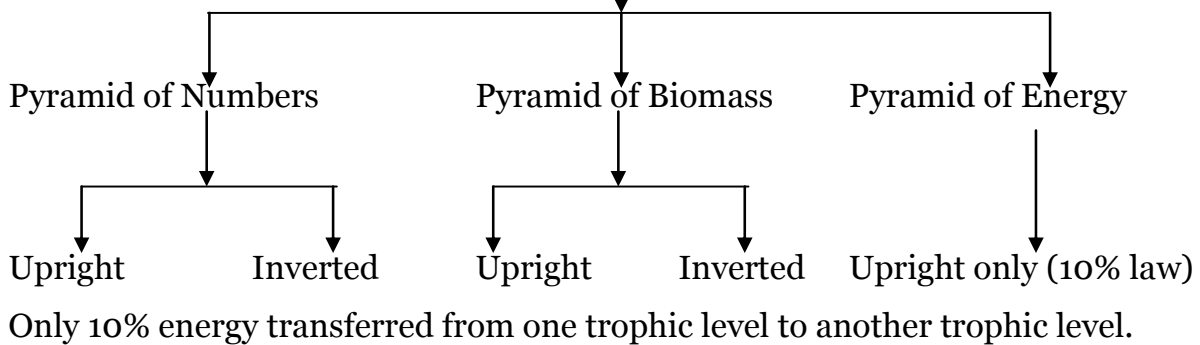 Pyramid of Numbers Pyramid of Biomass Pyramid of Energy
Upright Inverted Upright Inverted Upright only (10% law)
Only 10% energy transferred from one trophic level to another trophic level.